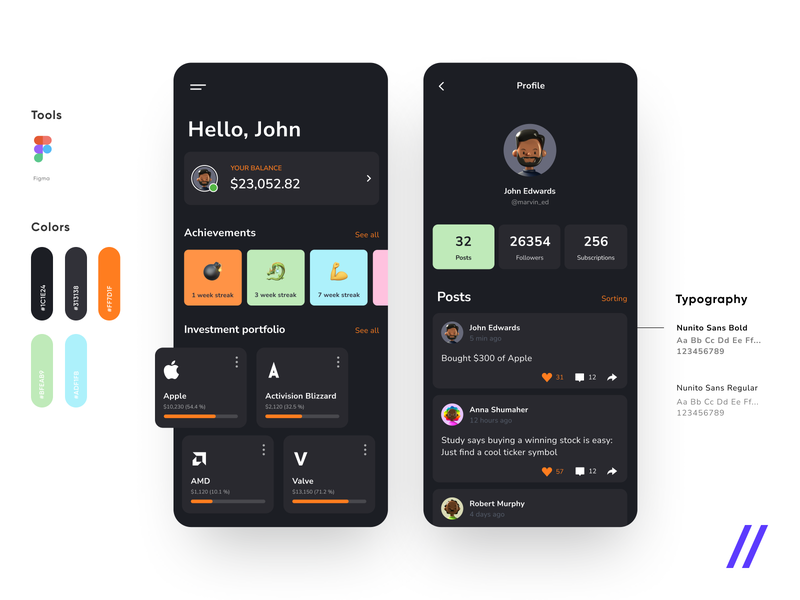 Tools
Figma
Colors
#1C1E24
#313138
#FF7D1F
#BFEAB9
#ADF1FB
Hello, John
YOUR BALANCE
$23,052.82
Achievements
See all
1 week streak
3 week streak
7 week streak
Investment portfolio
See all
Apple
$10,230 (54.4 %)
Activision Blizzard
$2,120 (32.5 %)
AMD
$1,120 (10.1 %)
V
Valve
$13,150 (71.2 %)
Profile
John Edwards
@marvin_ed
32
Posts
26354
Followers
256
Subscriptions
Posts
Sorting
John Edwards
5 min ago
Bought $300 of Apple
31
12
Anna Shumaher
12 hours ago
Study says buying a winning stock is easy:
Just find a cool ticker symbol
57
12
Robert Murphy
4 days ago
Typography
Nunito Sans Bold
Aa Bb Cc Dd Ee Ff...
123456789
Nunito Sans Regular
Aa Bb Cc Dd Ee Ff...
123456789